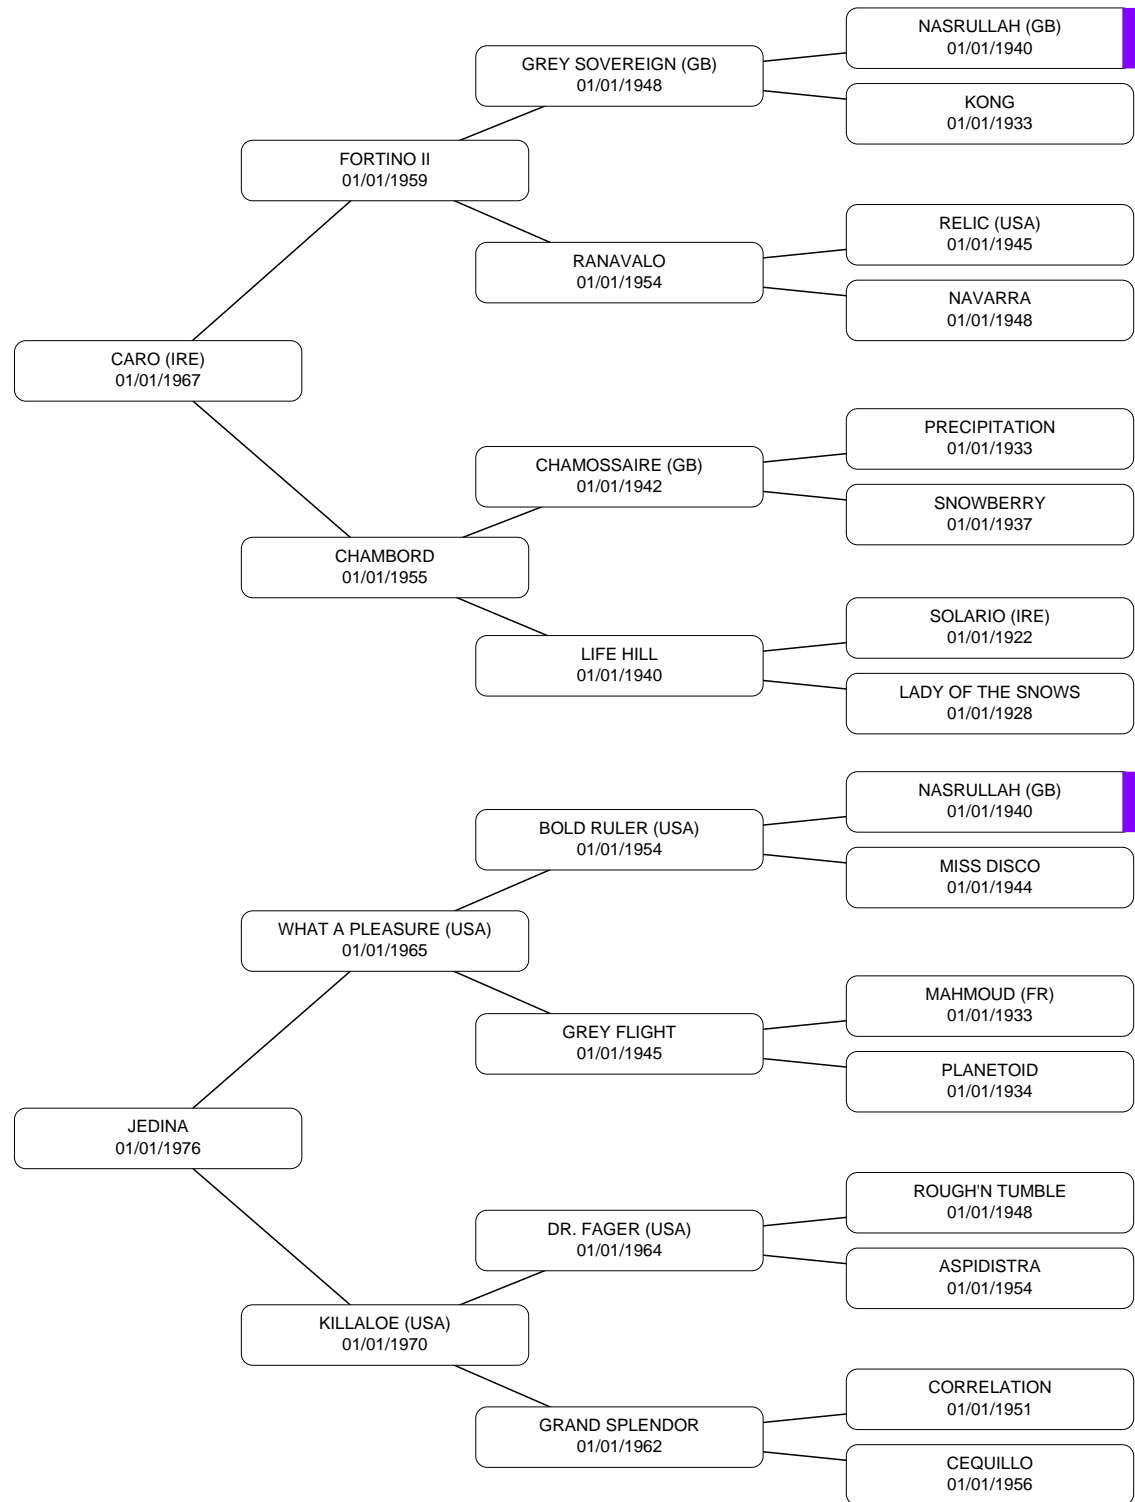 NASRULLAH (GB)
01/01/1940
GREY SOVEREIGN (GB)
01/01/1948
KONG
01/01/1933
FORTINO II
01/01/1959
RELIC (USA)
01/01/1945
RANAVALO
01/01/1954
NAVARRA
01/01/1948
CARO (IRE)
01/01/1967
PRECIPITATION
01/01/1933
CHAMOSSAIRE (GB)
01/01/1942
SNOWBERRY
01/01/1937
CHAMBORD
01/01/1955
SOLARIO (IRE)
01/01/1922
LIFE HILL
01/01/1940
LADY OF THE SNOWS
01/01/1928
NASRULLAH (GB)
01/01/1940
BOLD RULER (USA)
01/01/1954
MISS DISCO
01/01/1944
WHAT A PLEASURE (USA)
01/01/1965
MAHMOUD (FR)
01/01/1933
GREY FLIGHT
01/01/1945
PLANETOID
01/01/1934
JEDINA
01/01/1976
ROUGH'N TUMBLE
01/01/1948
DR. FAGER (USA)
01/01/1964
ASPIDISTRA
01/01/1954
KILLALOE (USA)
01/01/1970
CORRELATION
01/01/1951
GRAND SPLENDOR
01/01/1962
CEQUILLO
01/01/1956